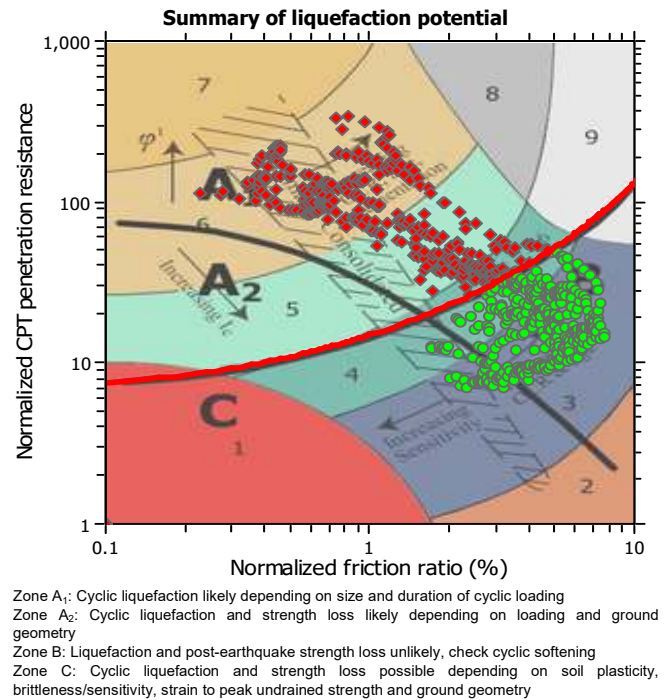 Summary of liquefaction potential
1,000
100
10
1
Normalized CPT penetration resistance
7
8
9
φ'
A
6
A₂
Increasing Ic
Consolidated
5
4
C
1
Increasing
Sensitivity
3
2
0.1
1
10
Normalized friction ratio (%)
Zone A₁: Cyclic liquefaction likely depending on size and duration of cyclic loading
Zone A₂: Cyclic liquefaction and strength loss likely depending on loading and ground
geometry
Zone B: Liquefaction and post-earthquake strength loss unlikely, check cyclic softening
Zone C: Cyclic liquefaction and strength loss possible depending on soil plasticity,
brittleness/sensitivity, strain to peak undrained strength and ground geometry